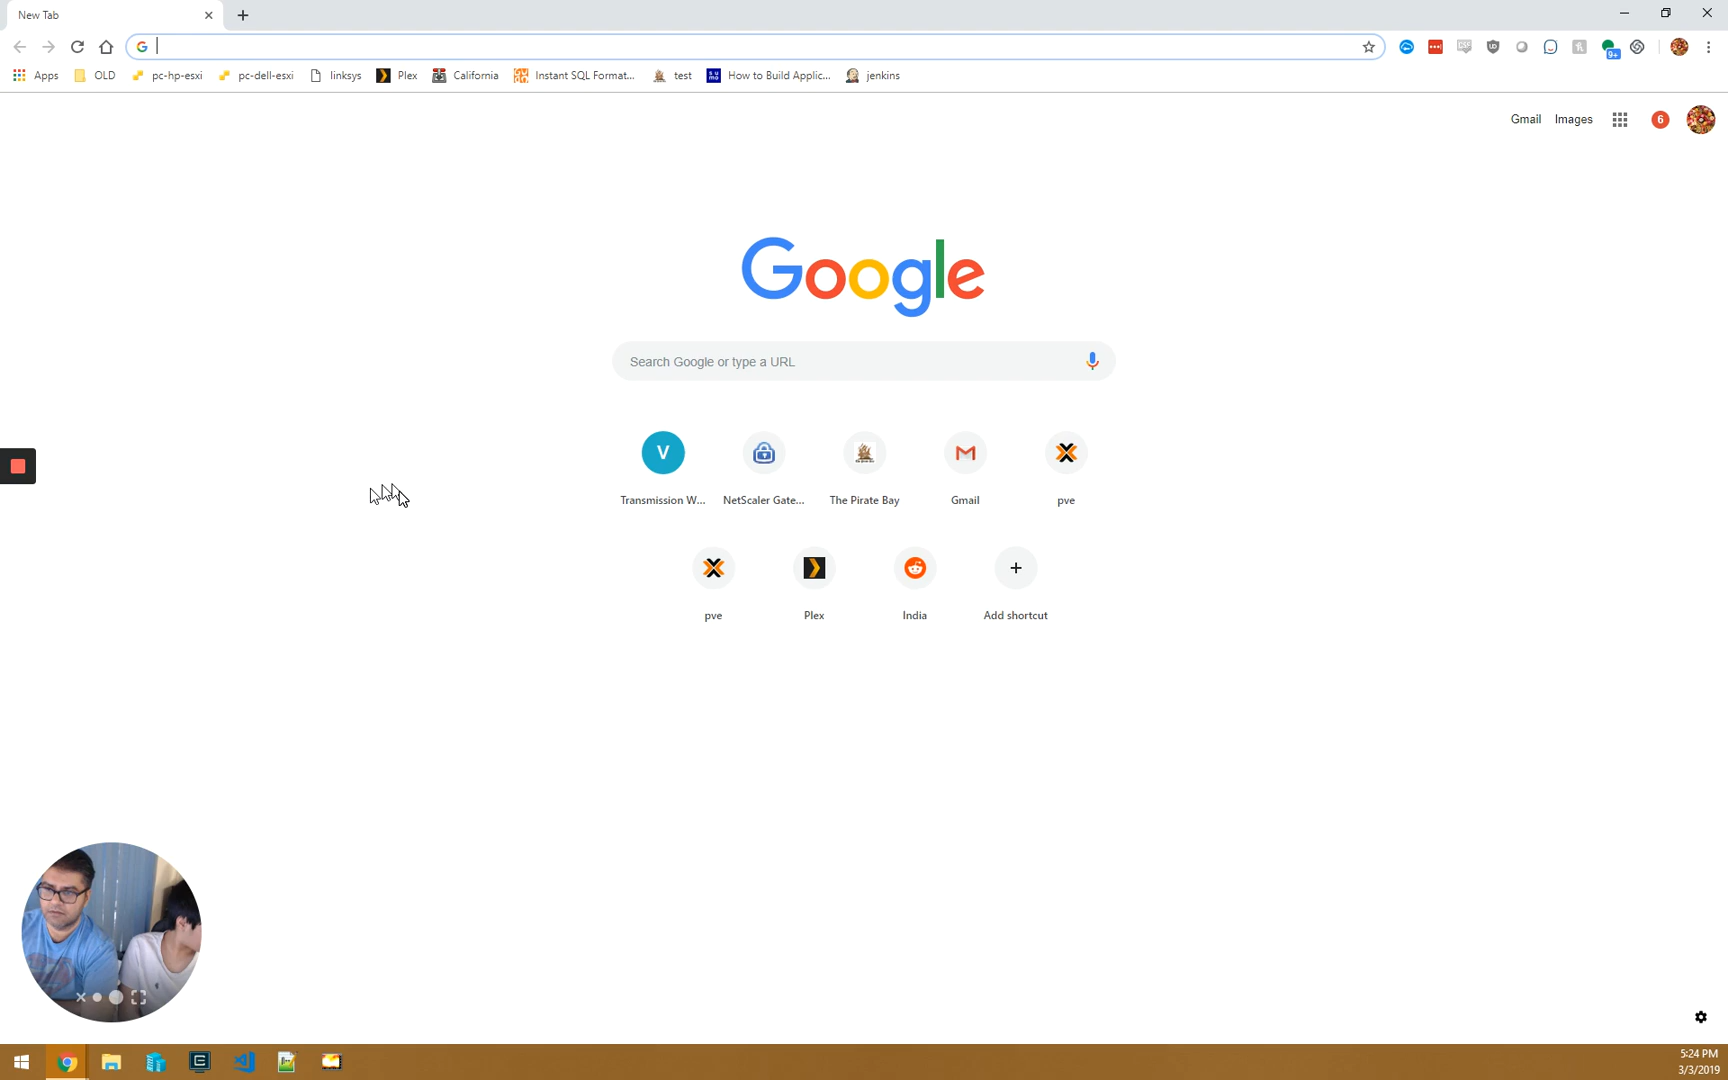 New Tab
Apps OLD pc-hp-esxi pc-dell-esxi linksys Plex California Instant SQL Format... test How to Build Applic... jenkins
9+
Gmail Images 6
Google
Search Google or type a URL
V
Transmission W... NetScaler Gate... The Pirate Bay Gmail pve
pve Plex India Add shortcut
5:24 PM
3/3/2019